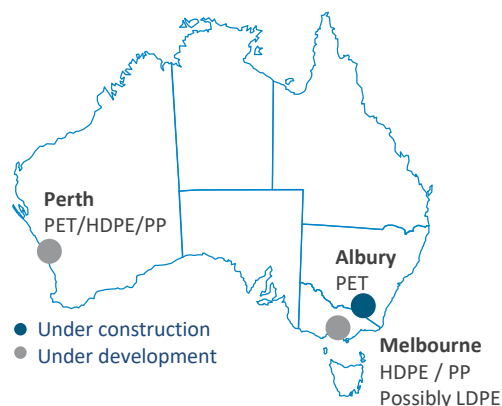 Perth
PET/HDPE/PP
Albury
PET
Under construction
Under development
Melbourne
HDPE / PP
Possibly LDPE